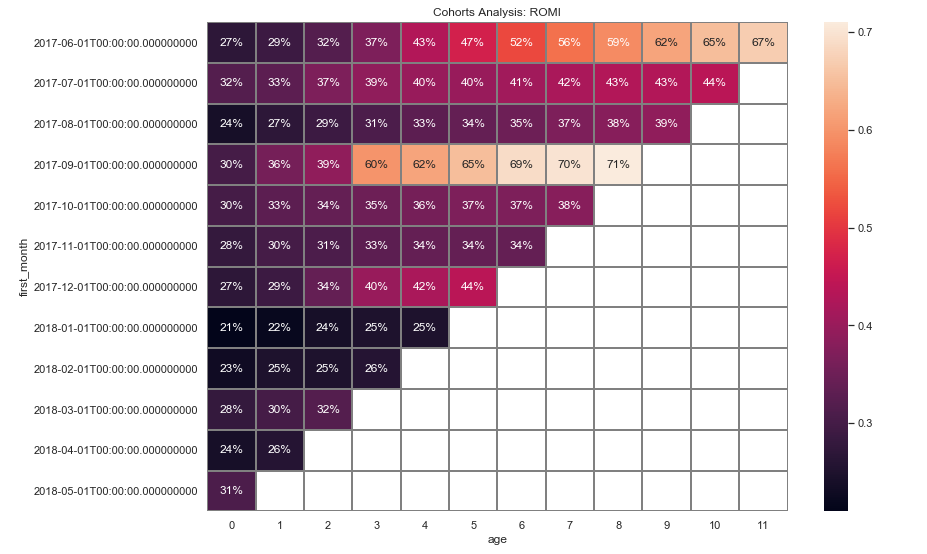 Cohorts Analysis: ROMI
first_month
2017-06-01T00:00:00.000000000 27% 29% 32% 37% 43% 47% 52% 56% 59% 62% 65% 67%
2017-07-01T00:00:00.000000000 32% 33% 37% 39% 40% 40% 41% 42% 43% 43% 44%
2017-08-01T00:00:00.000000000 24% 27% 29% 31% 33% 34% 35% 37% 38% 39%
2017-09-01T00:00:00.000000000 30% 36% 39% 60% 62% 65% 69% 70% 71%
2017-10-01T00:00:00.000000000 30% 33% 34% 35% 36% 37% 37% 38%
2017-11-01T00:00:00.000000000 28% 30% 31% 33% 34% 34% 34%
2017-12-01T00:00:00.000000000 27% 29% 34% 40% 42% 44%
2018-01-01T00:00:00.000000000 21% 22% 24% 25% 25%
2018-02-01T00:00:00.000000000 23% 25% 25% 26%
2018-03-01T00:00:00.000000000 28% 30% 32%
2018-04-01T00:00:00.000000000 24% 26%
2018-05-01T00:00:00.000000000 31%
0 1 2 3 4 5 6 7 8 9 10 11
age
0.7
0.6
0.5
0.4
0.3